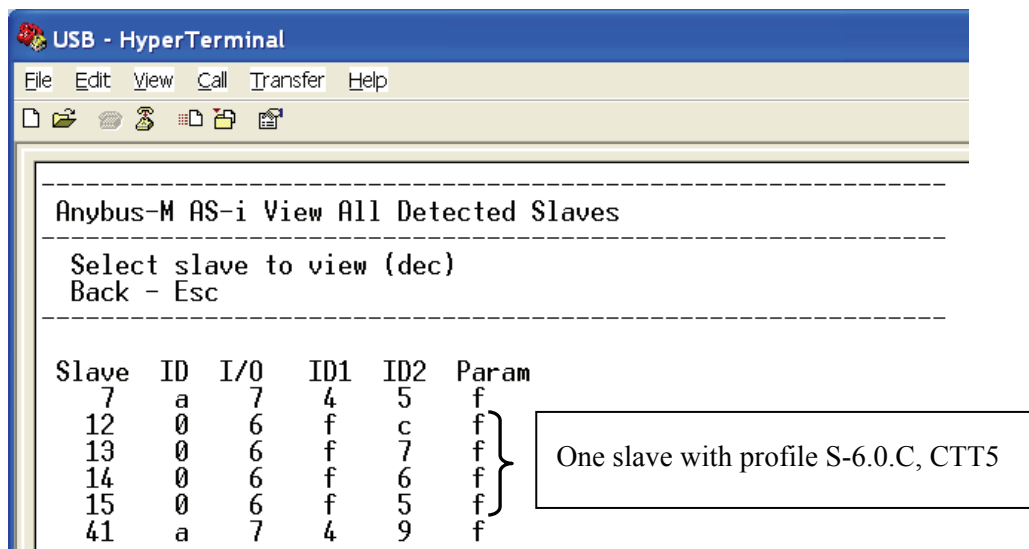 USB - HyperTerminal
File Edit View Call Transfer Help
Anybus-M AS-i View All Detected Slaves
Select slave to view (dec)
Back - Esc
Slave ID I/O ID1 ID2 Param
7 a 7 4 5 f
12 0 6 f c f
13 0 6 f 7 f
14 0 6 f 6 f
15 0 6 f 5 f
41 a 7 4 9 f
One slave with profile S-6.0.C, CTT5